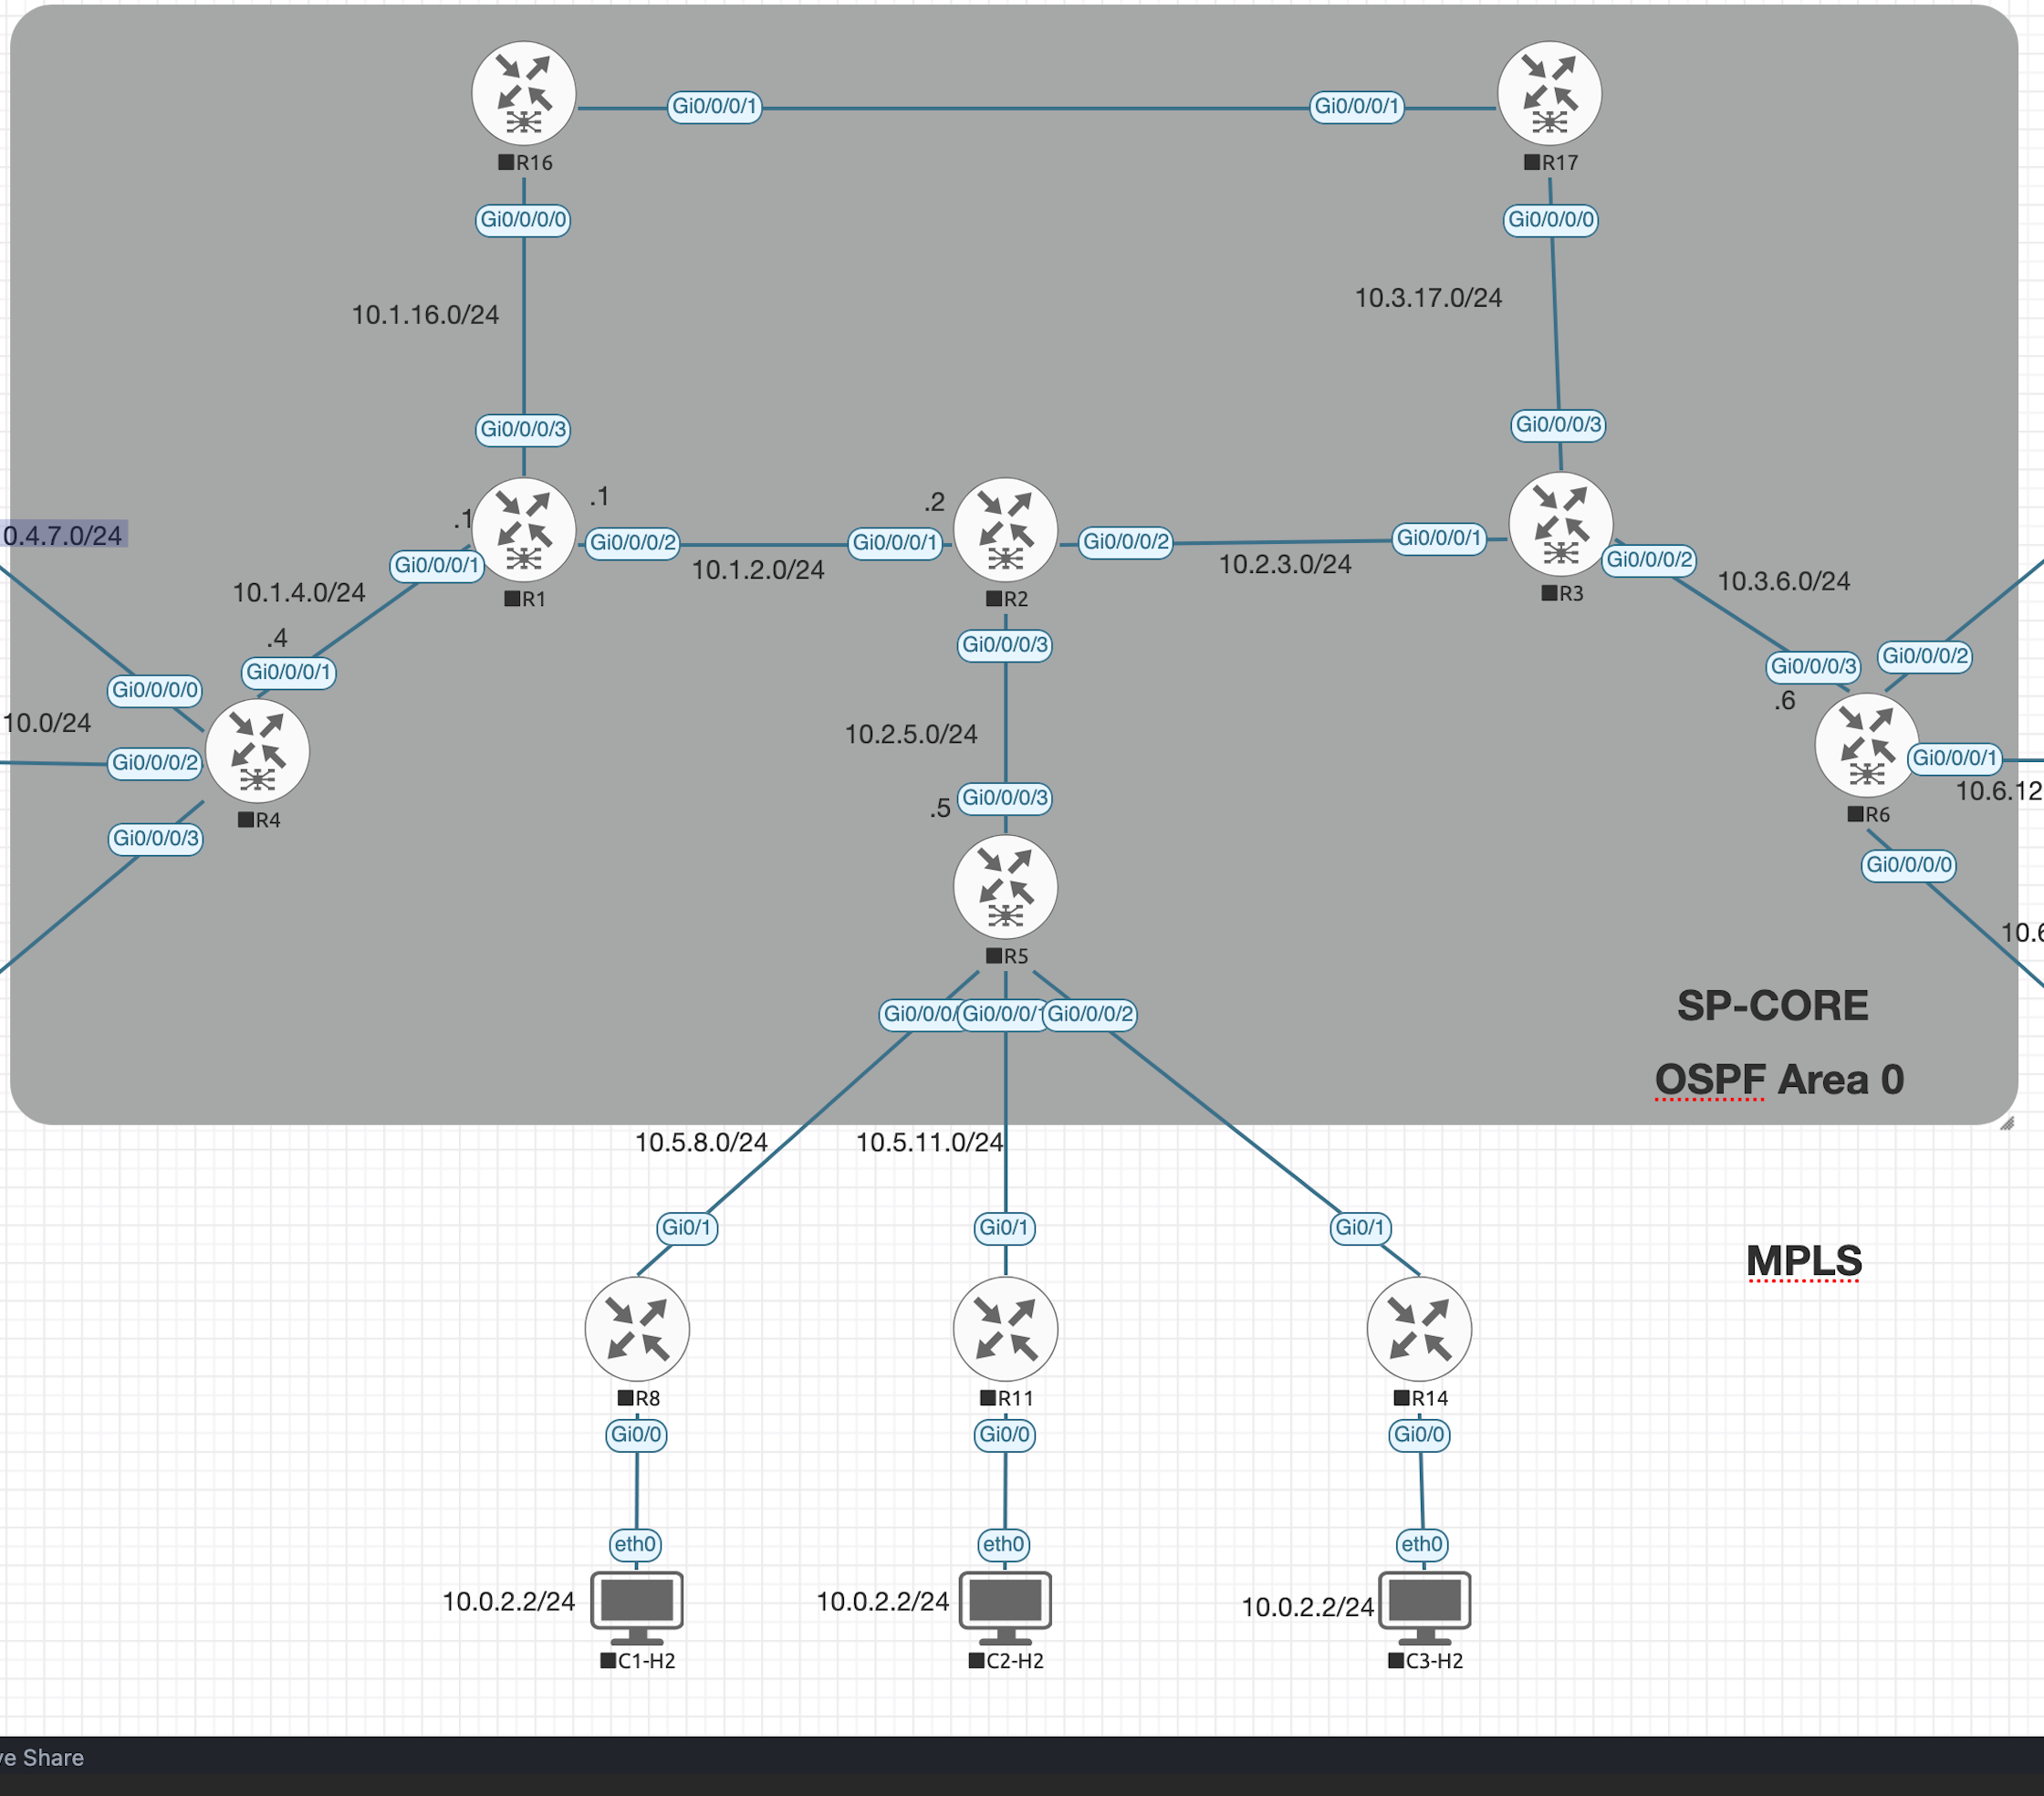 Gi0/0/0/1
Gi0/0/0/1
R16
R17
Gi0/0/0/0
Gi0/0/0/0
10.3.17.0/24
10.1.16.0/24
Gi0/0/0/3
Gi0/0/0/3
.1
.1
.2
0.4.7.0/24
Gi0/0/0/2
Gi0/0/0/1
Gi0/0/0/2
Gi0/0/0/1
Gi0/0/0/1
Gi0/0/0/2
10.1.2.0/24
10.2.3.0/24
10.3.6.0/24
10.1.4.0/24
R1
R2
R3
.4
Gi0/0/0/3
Gi0/0/0/1
Gi0/0/0/3
Gi0/0/0/2
Gi0/0/0/0
.6
10.0/24
10.2.5.0/24
Gi0/0/0/2
Gi0/0/0/1
10.6.12
.5
Gi0/0/0/3
R4
R6
Gi0/0/0/3
Gi0/0/0/0
10.6
R5
SP-CORE
Gi0/0/0/
Gi0/0/0/1
Gi0/0/0/2
OSPF Area 0
10.5.8.0/24
10.5.11.0/24
Gi0/1
Gi0/1
Gi0/1
MPLS
R8
R11
R14
Gi0/0
Gi0/0
Gi0/0
eth0
eth0
eth0
10.0.2.2/24
10.0.2.2/24
10.0.2.2/24
C1-H2
C2-H2
C3-H2
ve Share